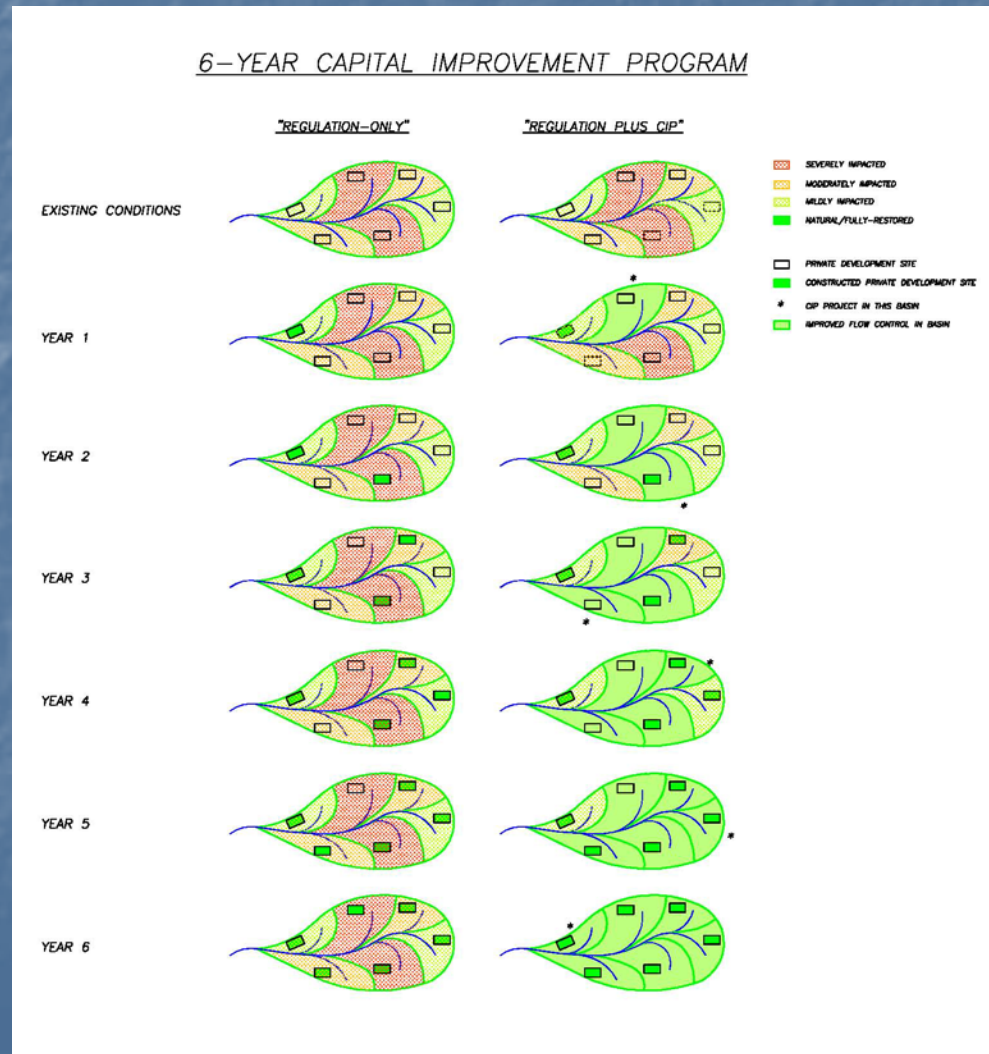 6-YEAR CAPITAL IMPROVEMENT PROGRAM
"REGULATION-ONLY"
"REGULATION PLUS CIP"
SEVERELY IMPACTED
MODERATELY IMPACTED
MILDLY IMPACTED
NATURAL/FULLY-RESTORED
PRIVATE DEVELOPMENT SITE
CONSTRUCTED PRIVATE DEVELOPMENT SITE
* CIP PROJECT IN THIS BASIN
IMPROVED FLOW CONTROL IN BASIN
EXISTING CONDITIONS
*
YEAR 1
YEAR 2
*
YEAR 3
*
*
YEAR 4
YEAR 5
*
*
YEAR 6